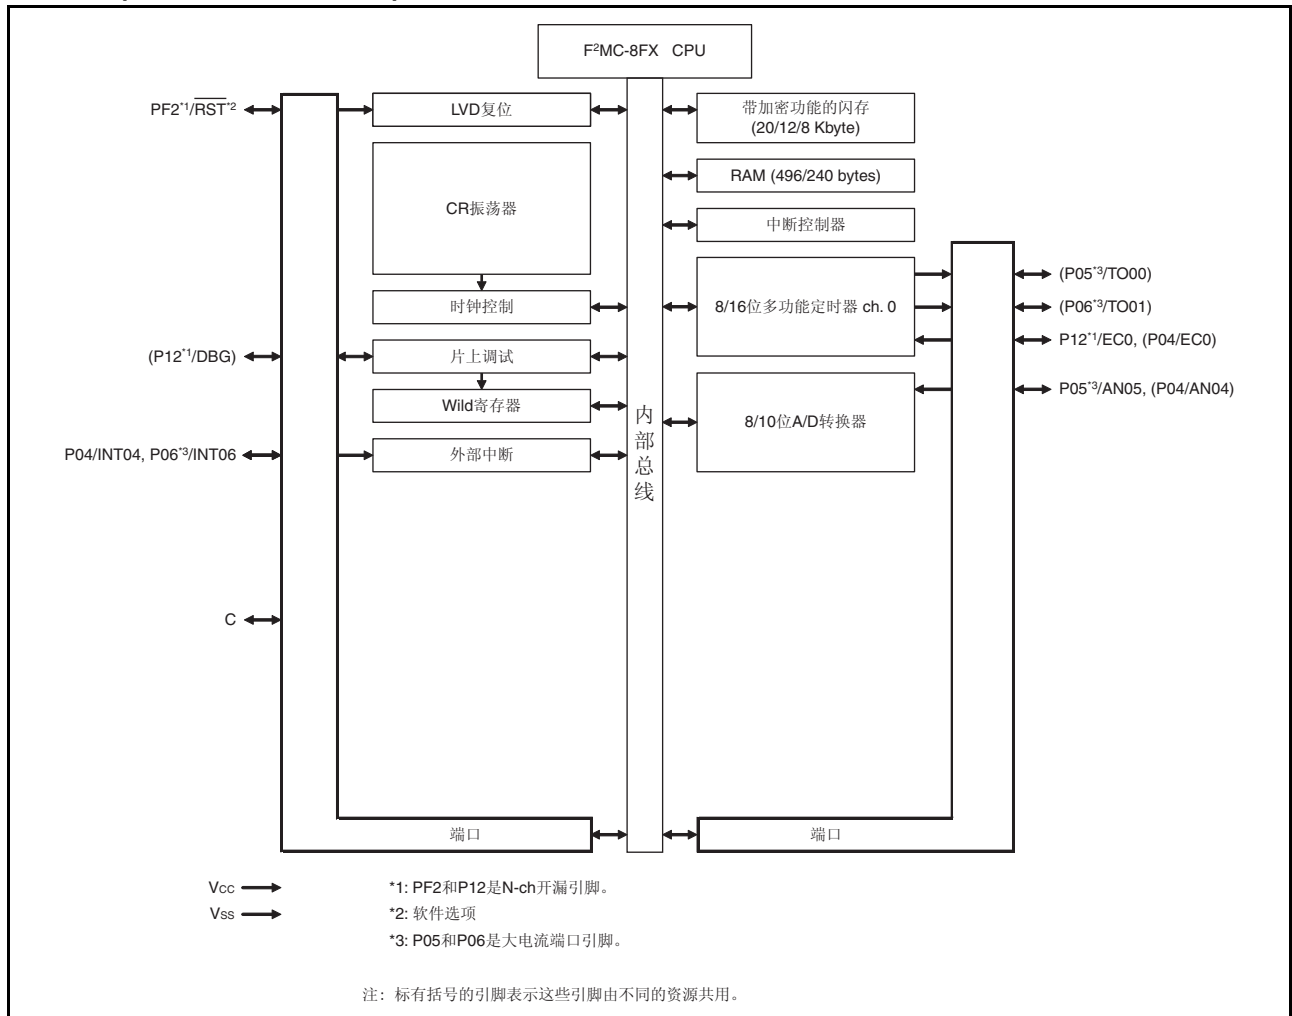 F²MC-8FX CPU
PF2*1/RST*2
LVD复位
带加密功能的闪存
(20/12/8 Kbyte)
RAM (496/240 bytes)
CR振荡器
中断控制器
(P05*3/TO00)
时钟控制
8/16位多功能定时器 ch. 0
(P06*3/TO01)
P12*1/EC0, (P04/EC0)
(P12*1/DBG)
片上调试
P05*3/AN05, (P04/AN04)
Wild寄存器
8/10位A/D转换器
内部总线
P04/INT04, P06*3/INT06
外部中断
C
端口
端口
Vcc
*1: PF2和P12是N-ch开漏引脚。
Vss
*2: 软件选项
*3: P05和P06是大电流端口引脚。
注: 标有括号的引脚表示这些引脚由不同的资源共用。